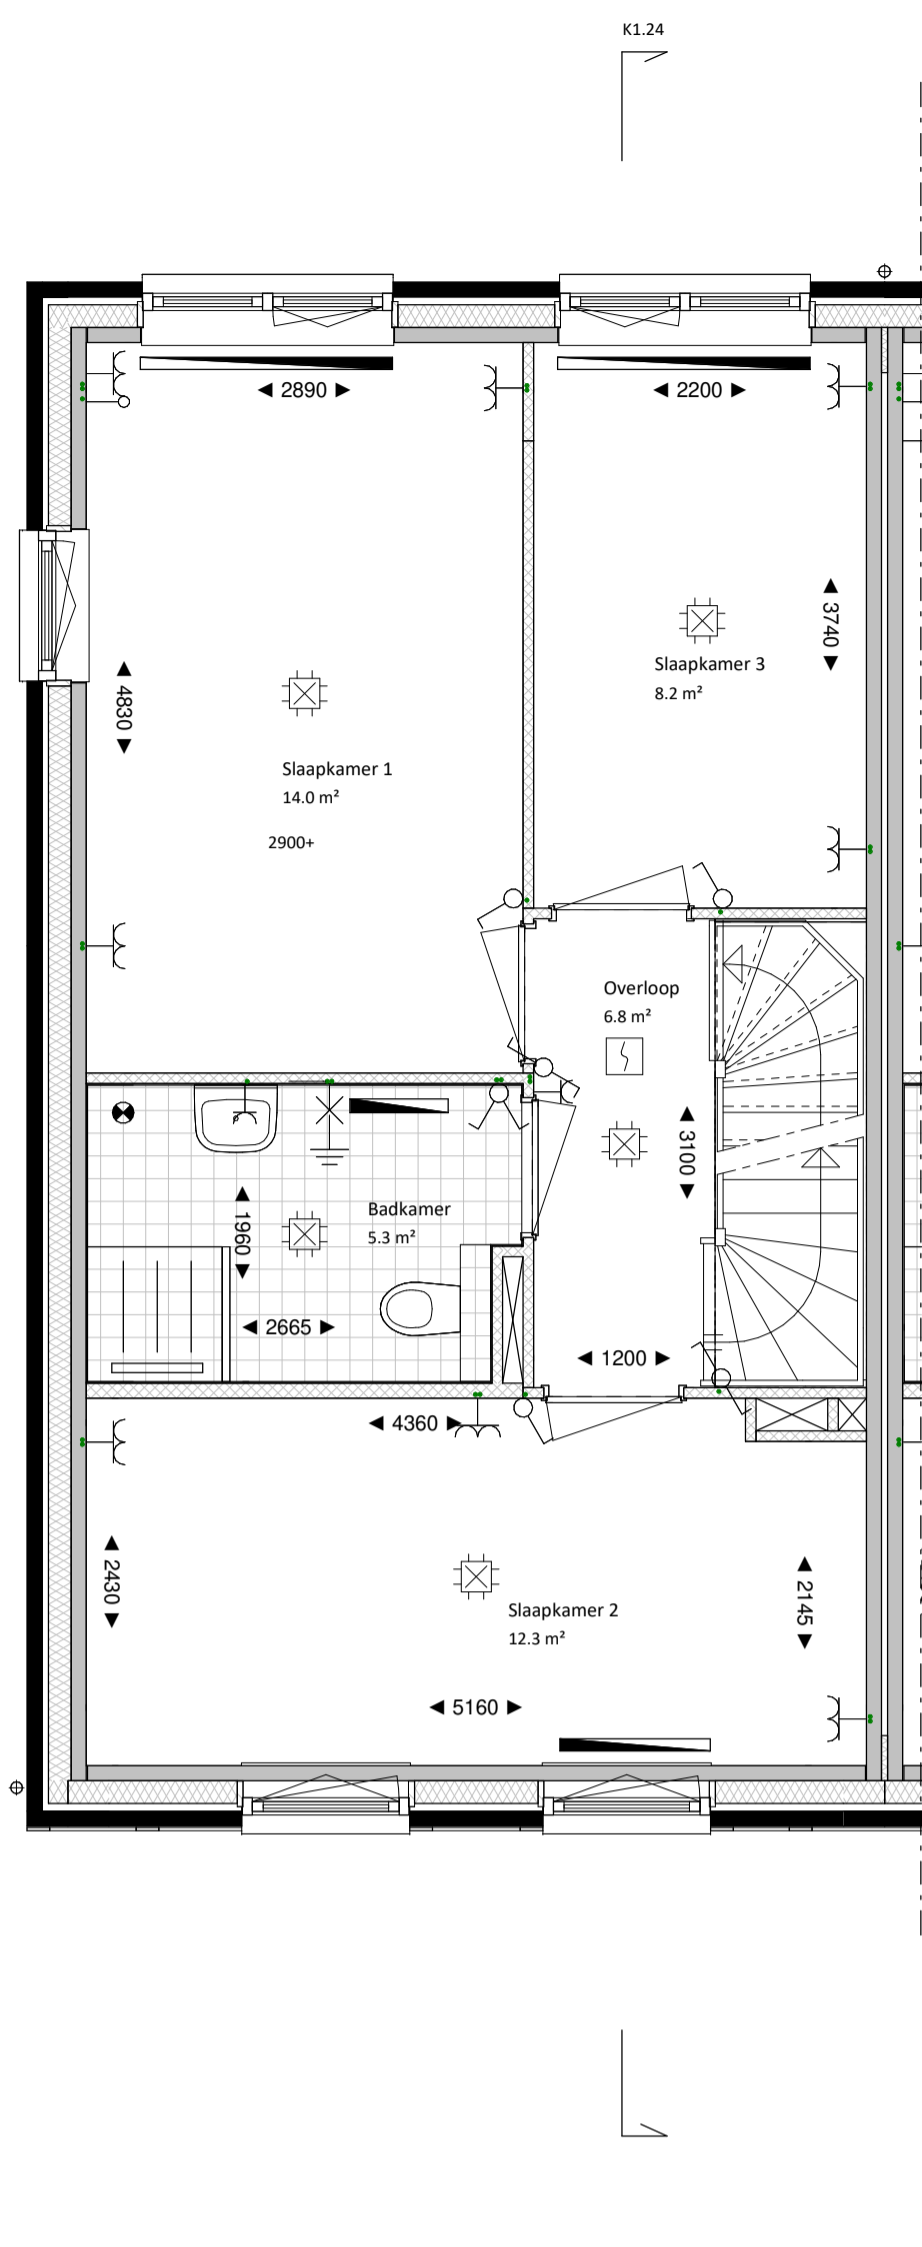 K1.24
◄ 2890 ►
◄ 2200 ►
◄ 3740 ►
Slaapkamer 3
8.2 m²
◄ 4830 ►
Slaapkamer 1
14.0 m²
2900+
Overloop
6.8 m²
◄ 3100 ►
Badkamer
5.3 m²
◄ 1960 ►
◄ 2665 ►
◄ 1200 ►
◄ 4360 ►
◄ 2430 ►
◄ 2145 ►
Slaapkamer 2
12.3 m²
◄ 5160 ►